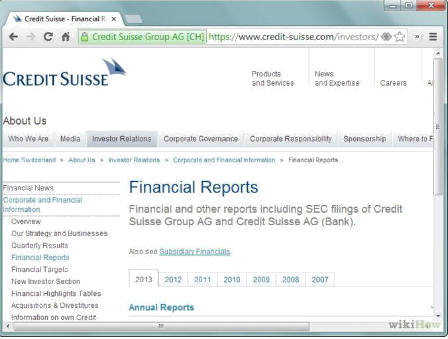 Credit Suisse - Financial R
Credit Suisse Group AG [CH] https://www.credit-suisse.com/investors/
CREDIT SUISSE
Products and Services
News and Expertise
Careers
About Us
Who We Are Media Investor Relations Corporate Governance Corporate Responsibility Sponsorship Where to F
Home Switzerland > About Us > Investor Relations > Corporate and Financial Information > Financial Reports
Financial News
Corporate and Financial
Information
Overview
Our Strategy and Businesses
Quarterly Results
Financial Reports
Financial Targets
New Investor Section
Financial Highlights Tables
Acquisitions & Divestitures
Information on own Credit
Financial Reports
Financial and other reports including SEC filings of Credit
Suisse Group AG and Credit Suisse AG (Bank).
Also see Subsidiary Financials.
2013 2012 2011 2010 2009 2008 2007
Annual Reports
wikiHow